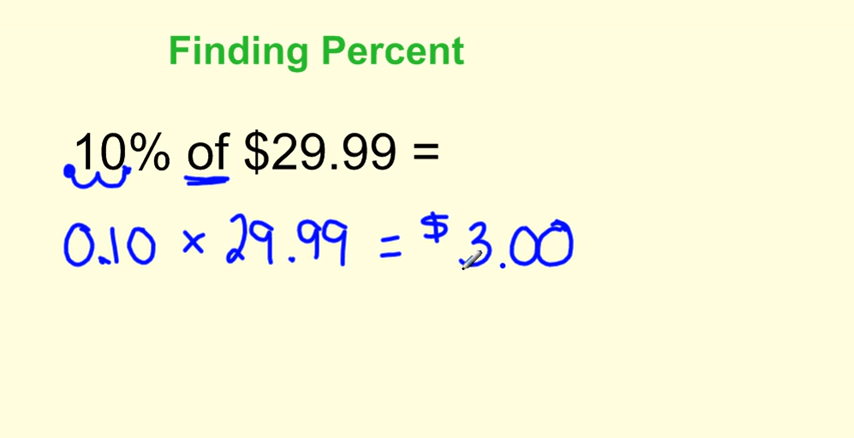 Finding Percent
10% of $29.99 =
0.10 × 29.99 = $3.00